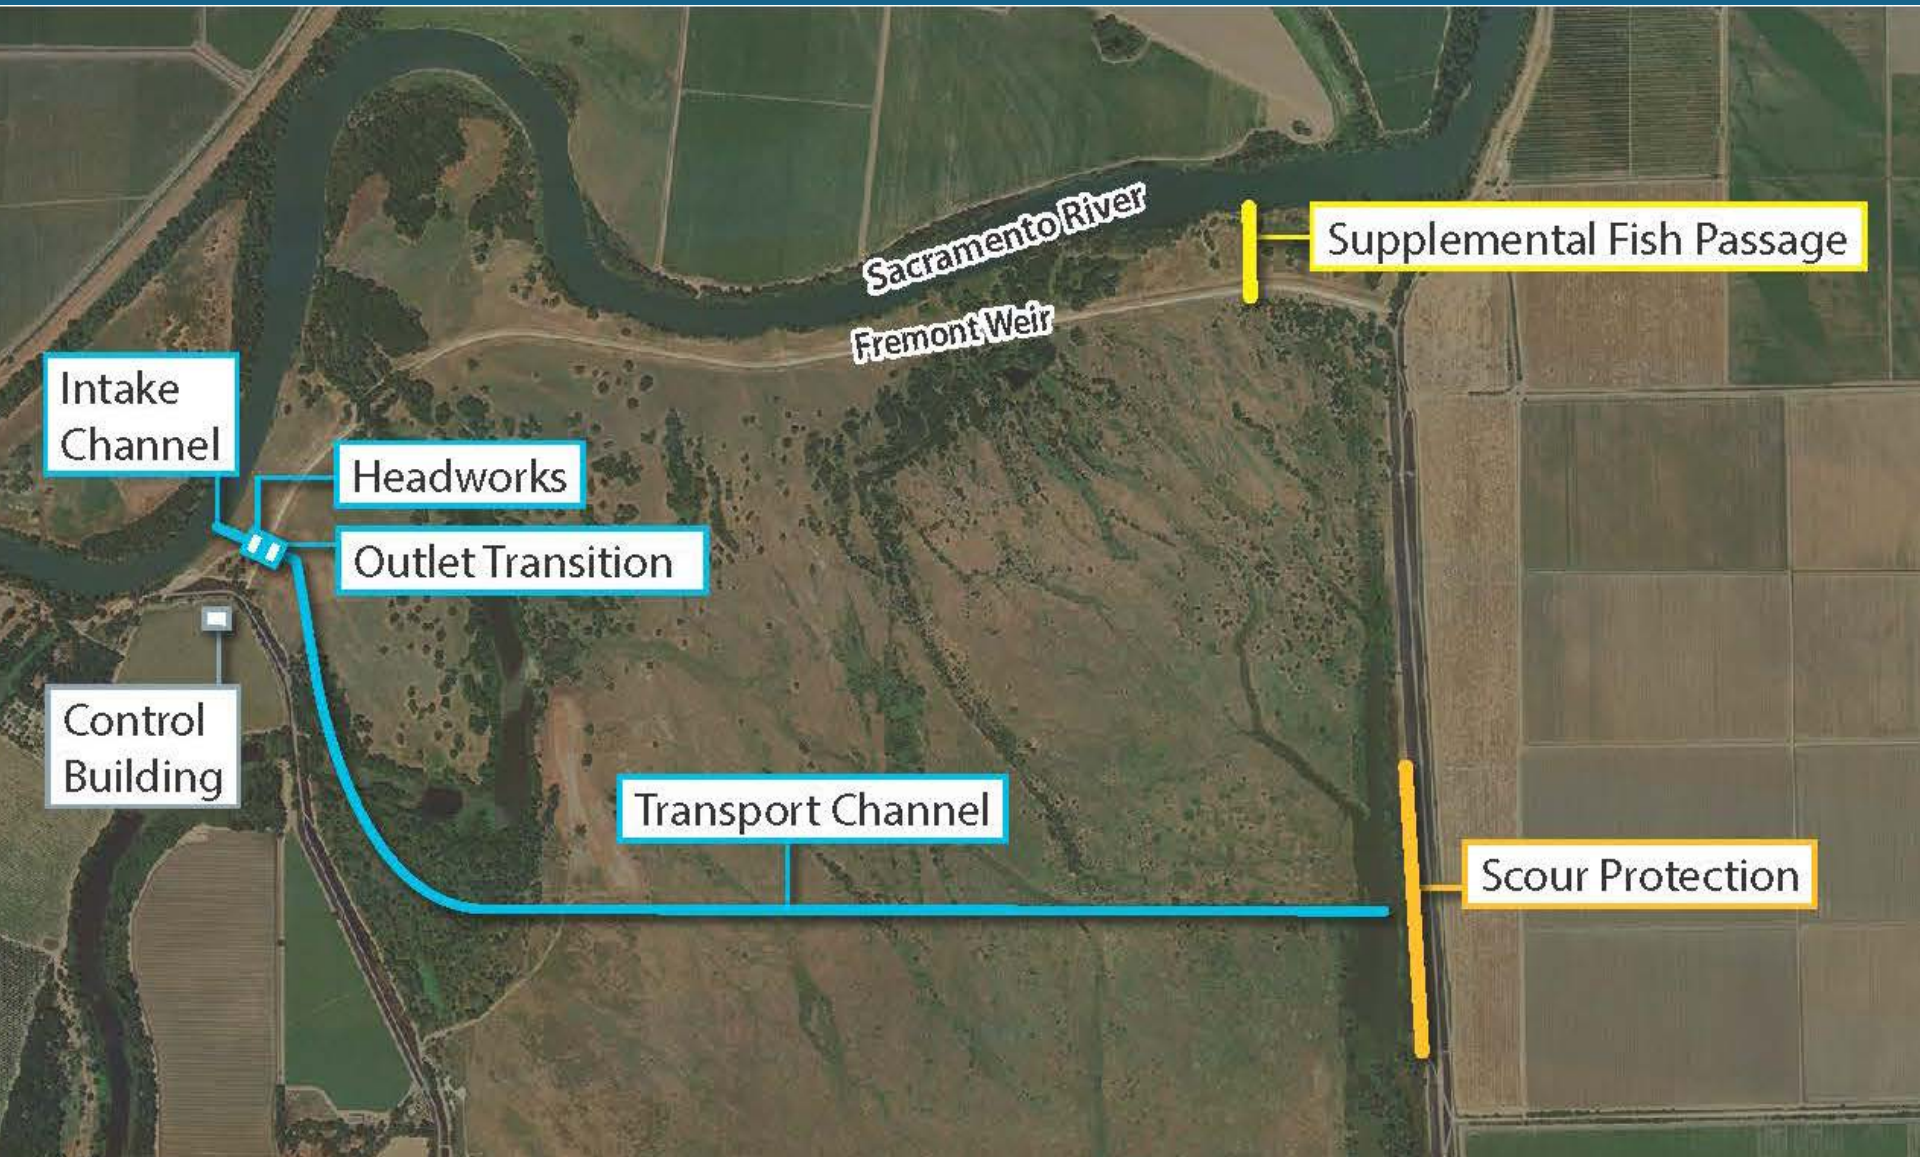 Sacramento River
Supplemental Fish Passage
Fremont Weir
Intake
Channel
Headworks
Outlet Transition
Control
Building
Transport Channel
Scour Protection